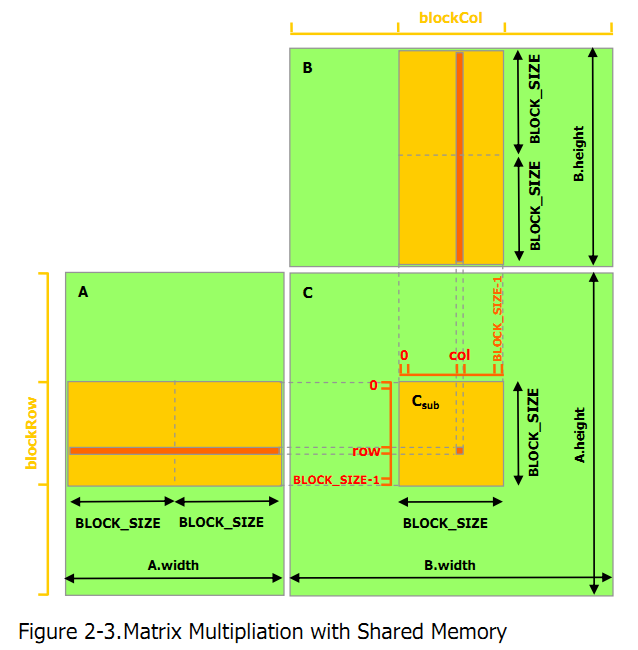 blockCol
B
BLOCK_SIZE
BLOCK_SIZE
B.height
A
C
BLOCK_SIZE-1
0
col
0
Csub
blockRow
row
BLOCK_SIZE-1
BLOCK_SIZE
A.height
BLOCK_SIZE
BLOCK_SIZE
BLOCK_SIZE
A.width
B.width
Figure 2-3.Matrix Multipliation with Shared Memory